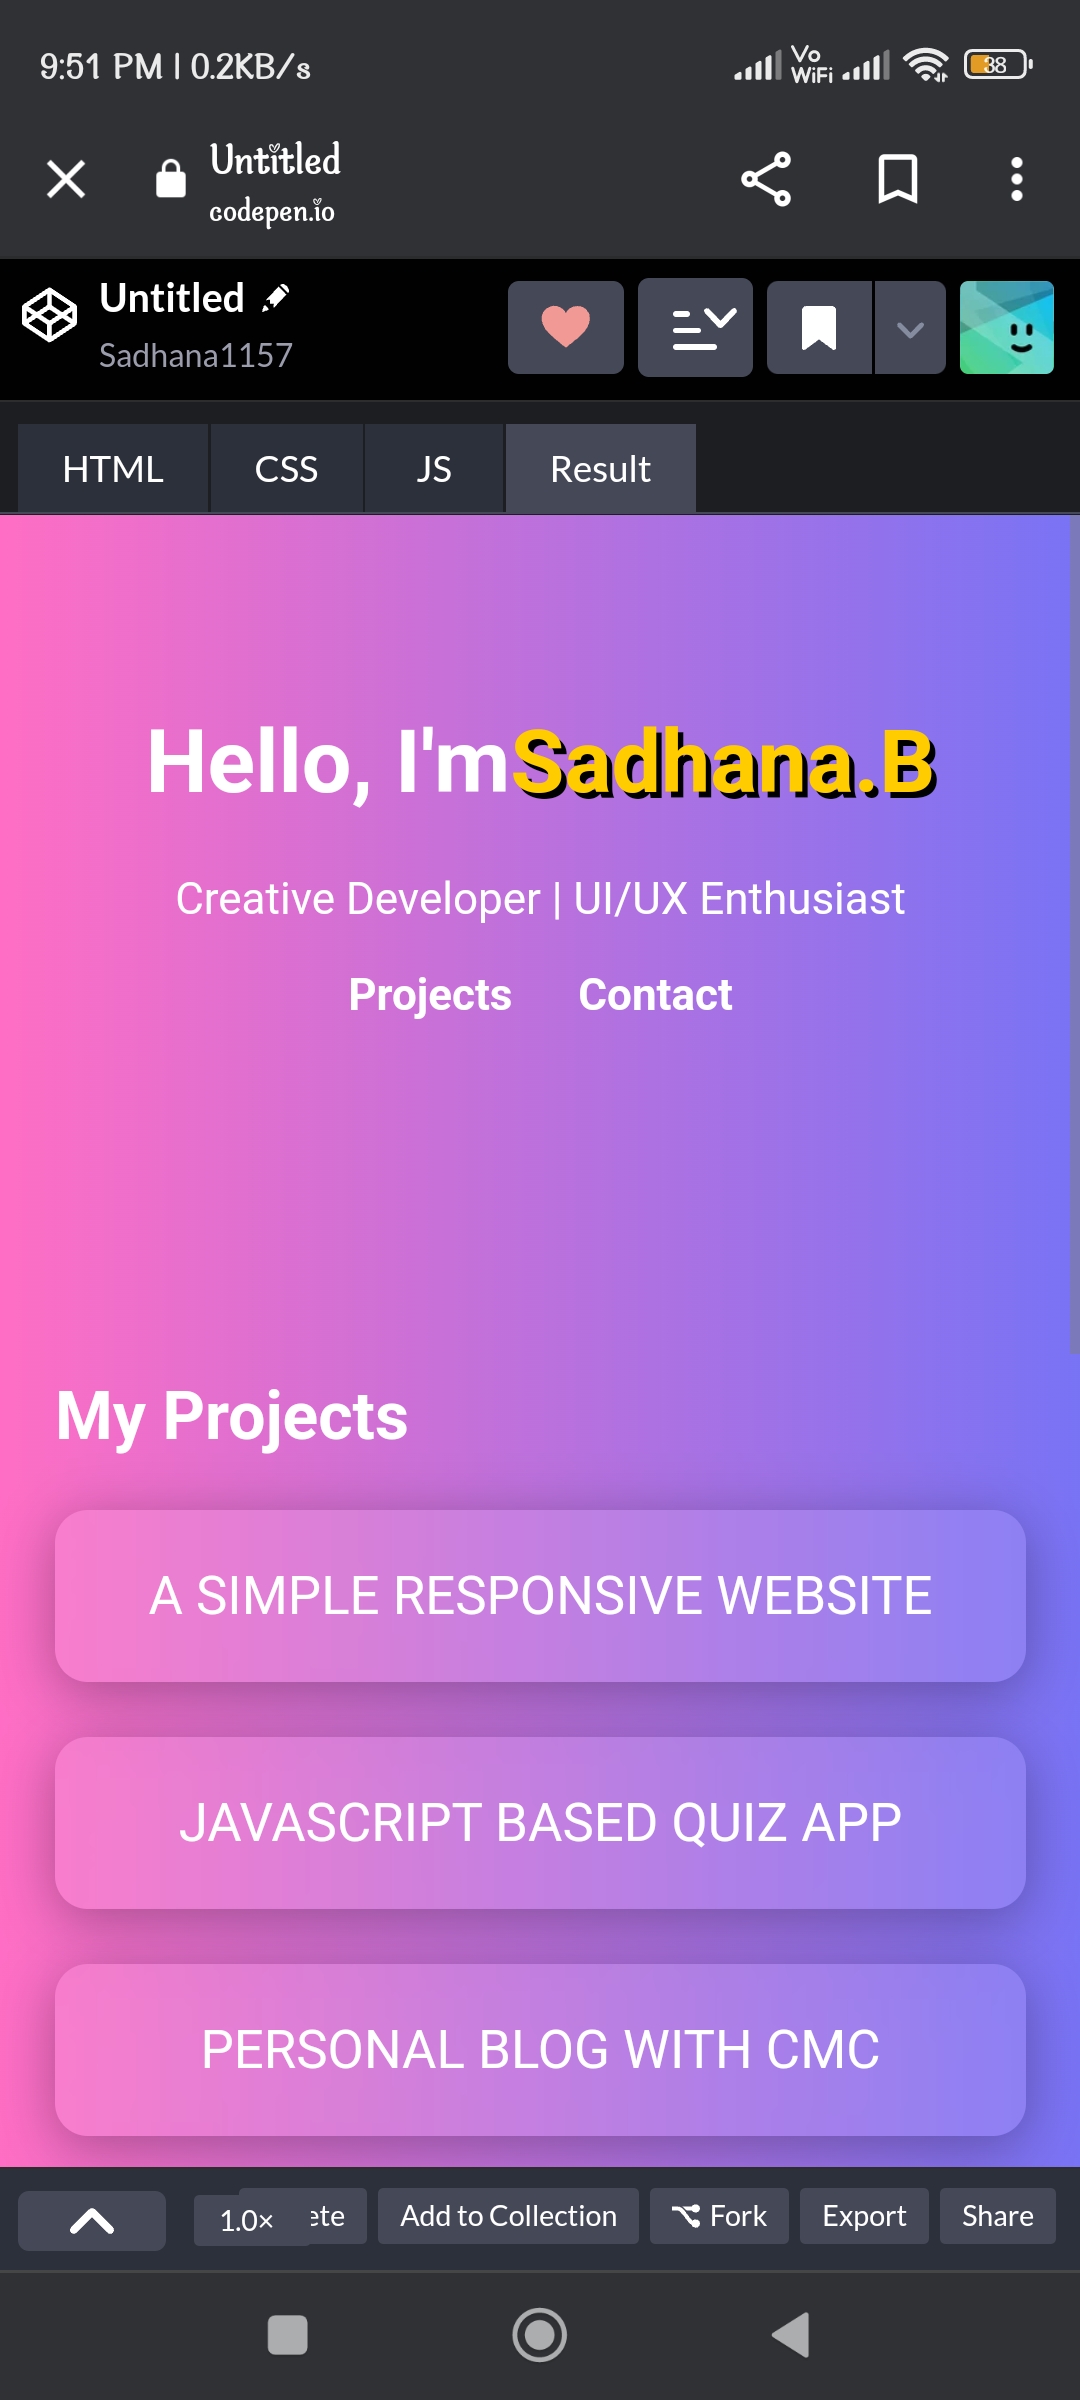 9:51 PM | 0.2KB/s Vo WiFi 38
Untitled
codepen.io
Untitled
Sadhana1157
HTML CSS JS Result
Hello, I'mSadhana.B
Creative Developer | UI/UX Enthusiast
Projects Contact
My Projects
A SIMPLE RESPONSIVE WEBSITE
JAVASCRIPT BASED QUIZ APP
PERSONAL BLOG WITH CMC
1.0× ete Add to Collection Fork Export Share